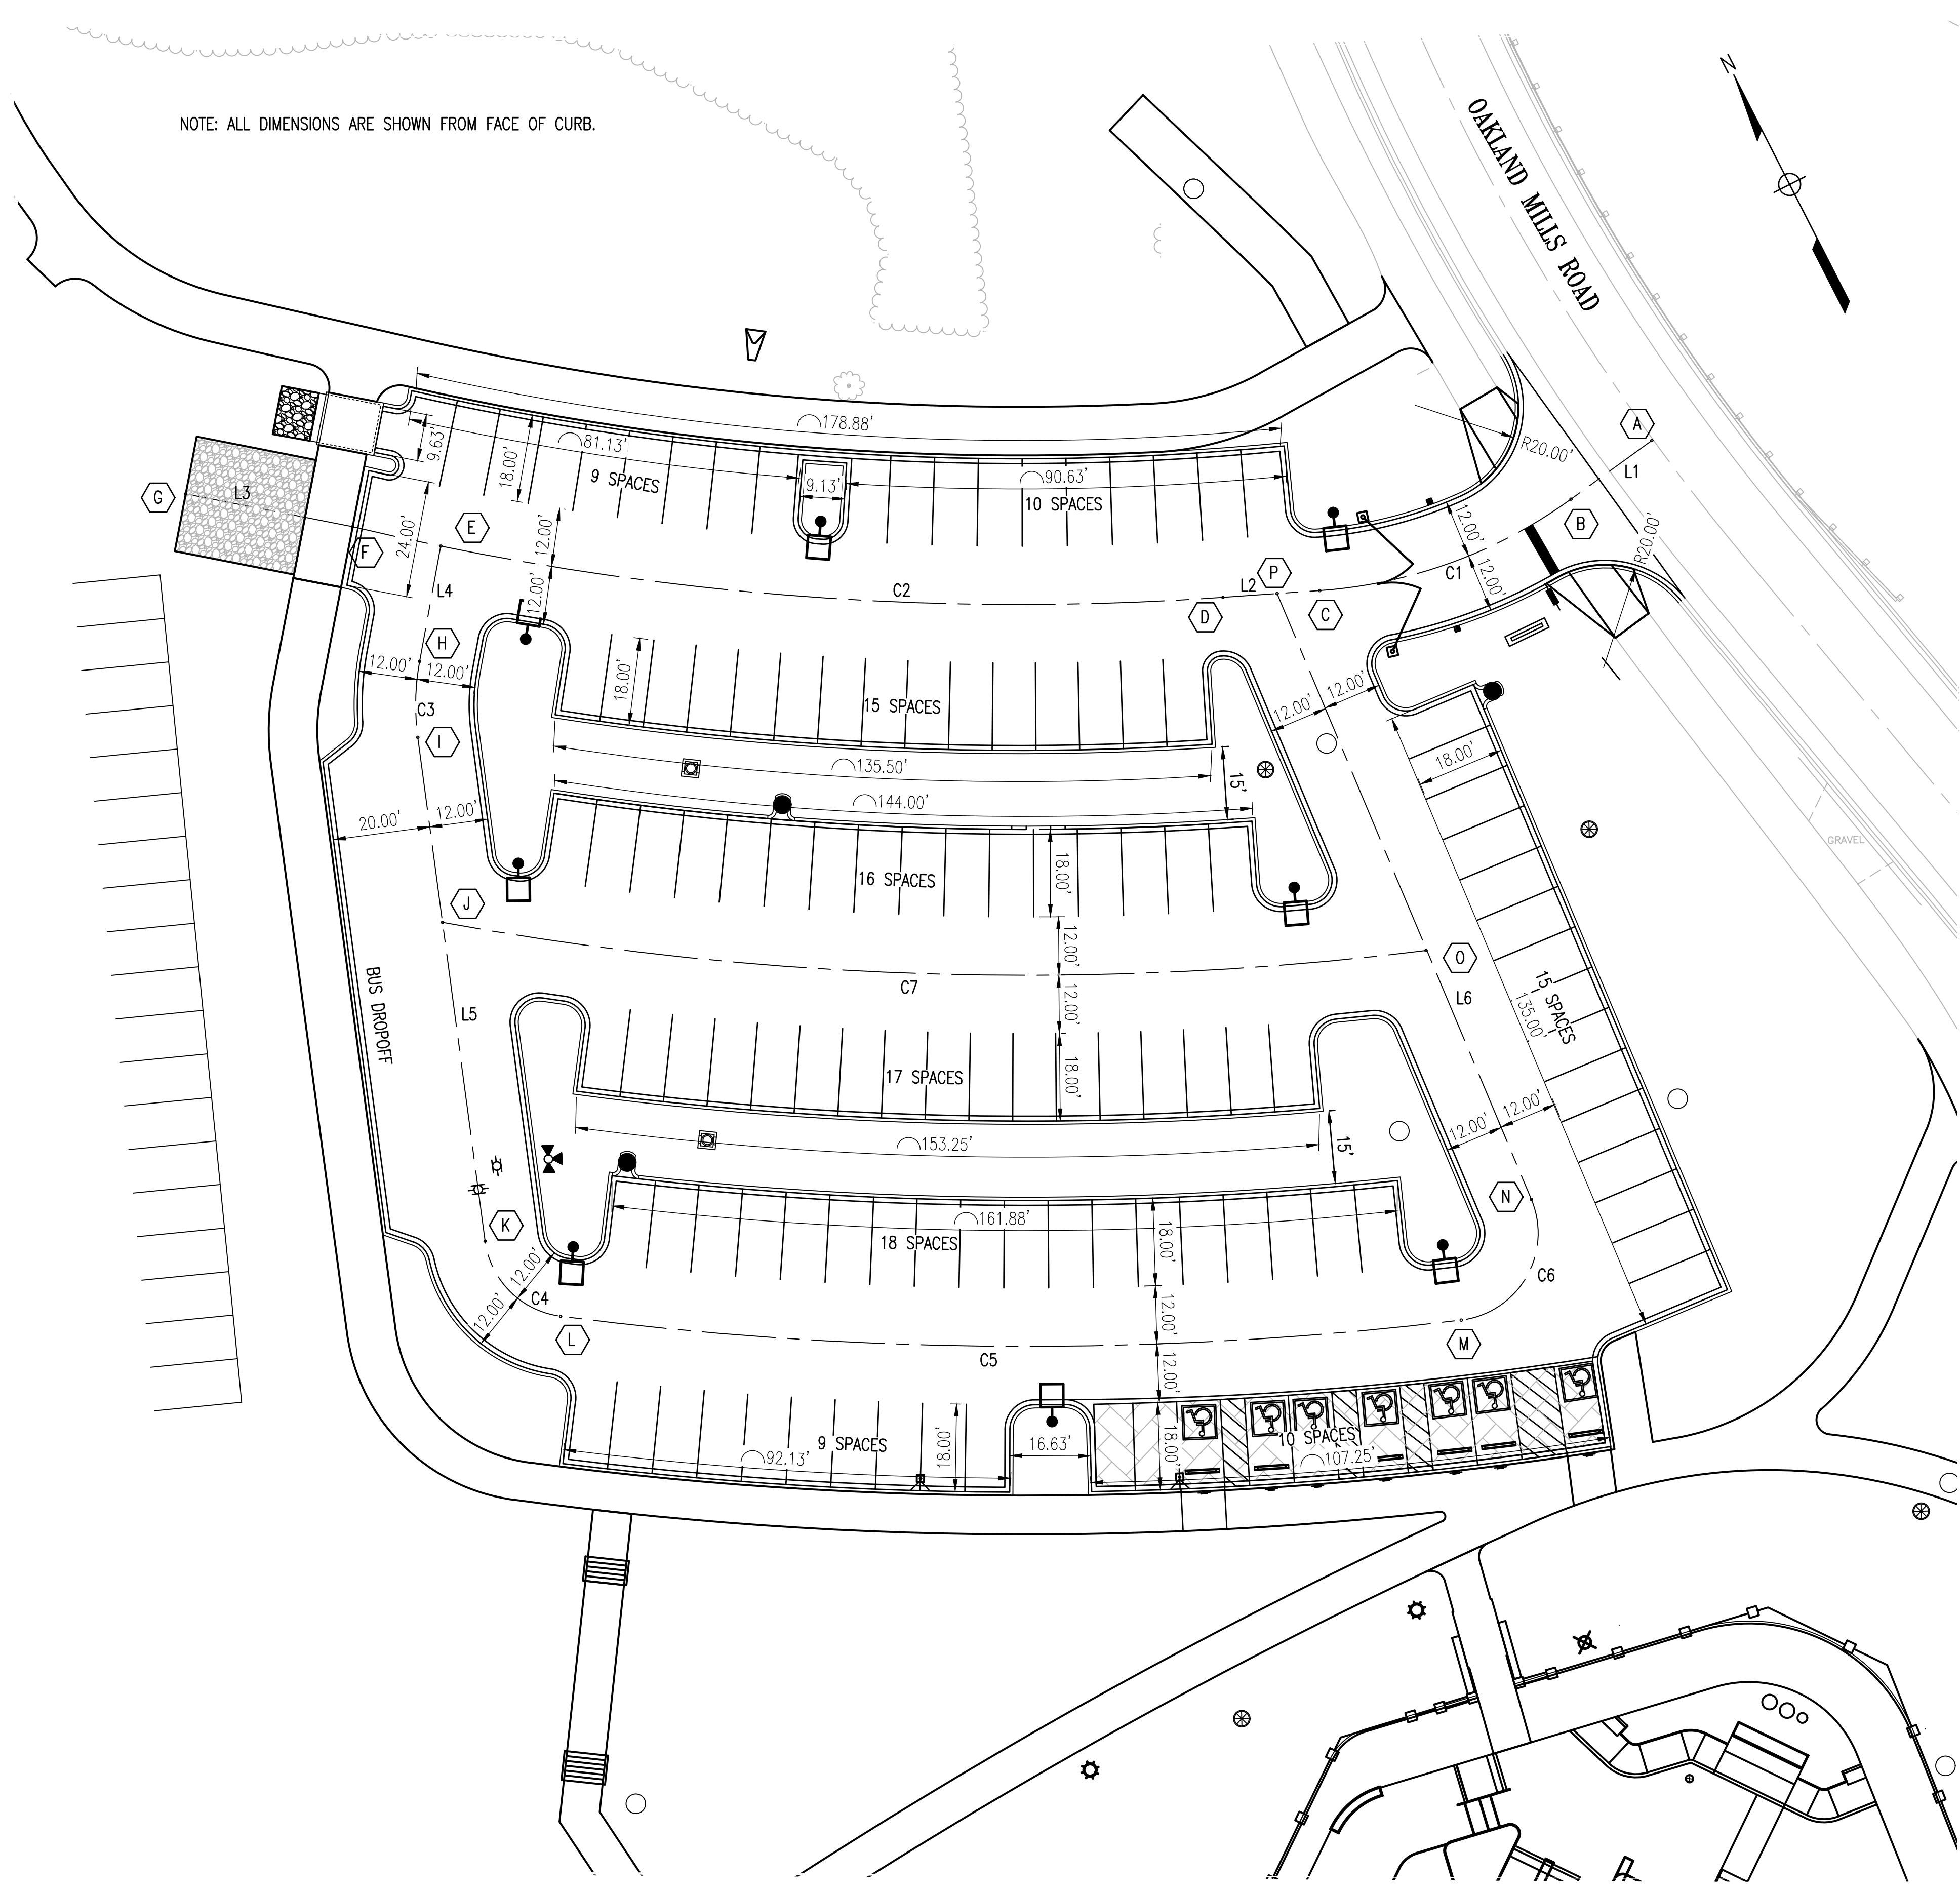 N
OAKLAND MILLS ROAD
NOTE: ALL DIMENSIONS ARE SHOWN FROM FACE OF CURB.
178.88'
A
R20.00'
L1
9.63'
81.13'
9 SPACES
18.00'
9.13'
90.63'
10 SPACES
G
L3
E
12.00'
12.00'
B
R20.00'
F
24.00'
12.00'
12.00'
C1
L4
C2
P
L2
D
C
H
12.00'
12.00'
18.00'
15 SPACES
12.00'
12.00'
C3
I
135.50'
15'
18.00'
144.00'
20.00'
12.00'
GRAVEL
16 SPACES
18.00'
J
12.00'
O
BUS DROPOFF
C7
L5
12.00'
L6
15 SPACES
135.00'
17 SPACES
18.00'
12.00'
12.00'
153.25'
15'
K
N
161.88'
18 SPACES
18.00'
12.00'
12.00'
C4
C6
12.00'
L
M
C5
12.00'
9 SPACES
92.13'
18.00'
16.63'
18.00'
10 SPACES
107.25'